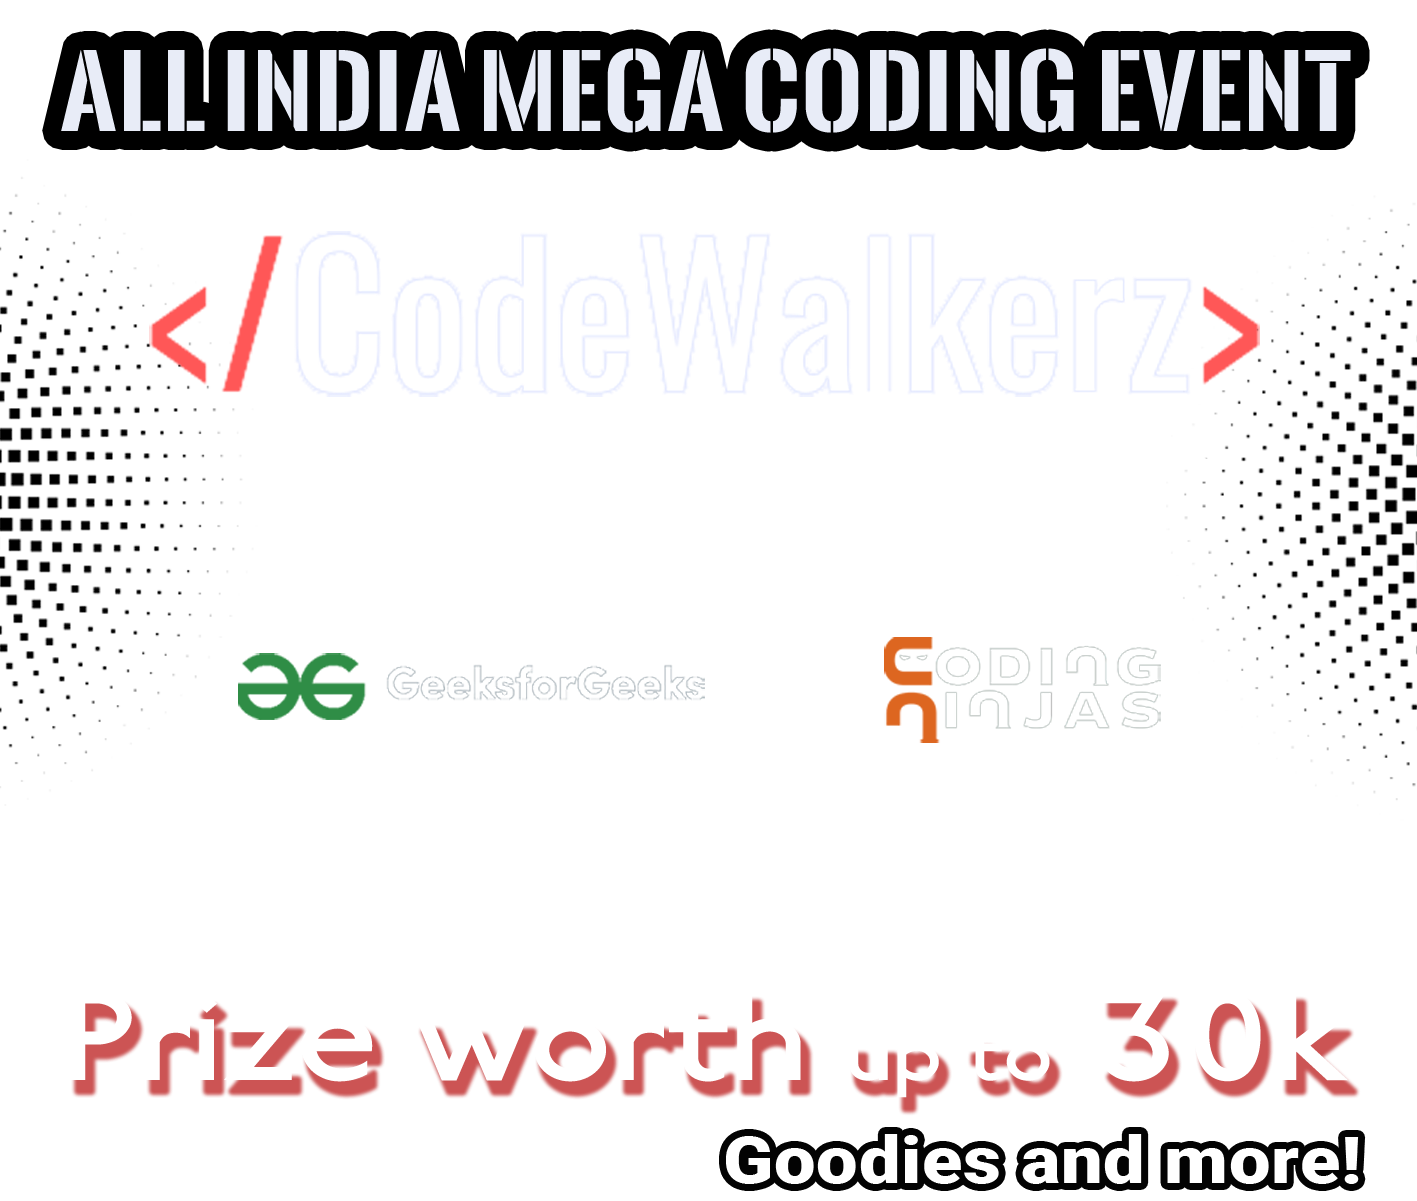 ALL INDIA MEGA CODING EVENT
</CodeWalkerz>
GeeksforGeeks
CODING
NINJAS
Prize worth up to 30k
Goodies and more!